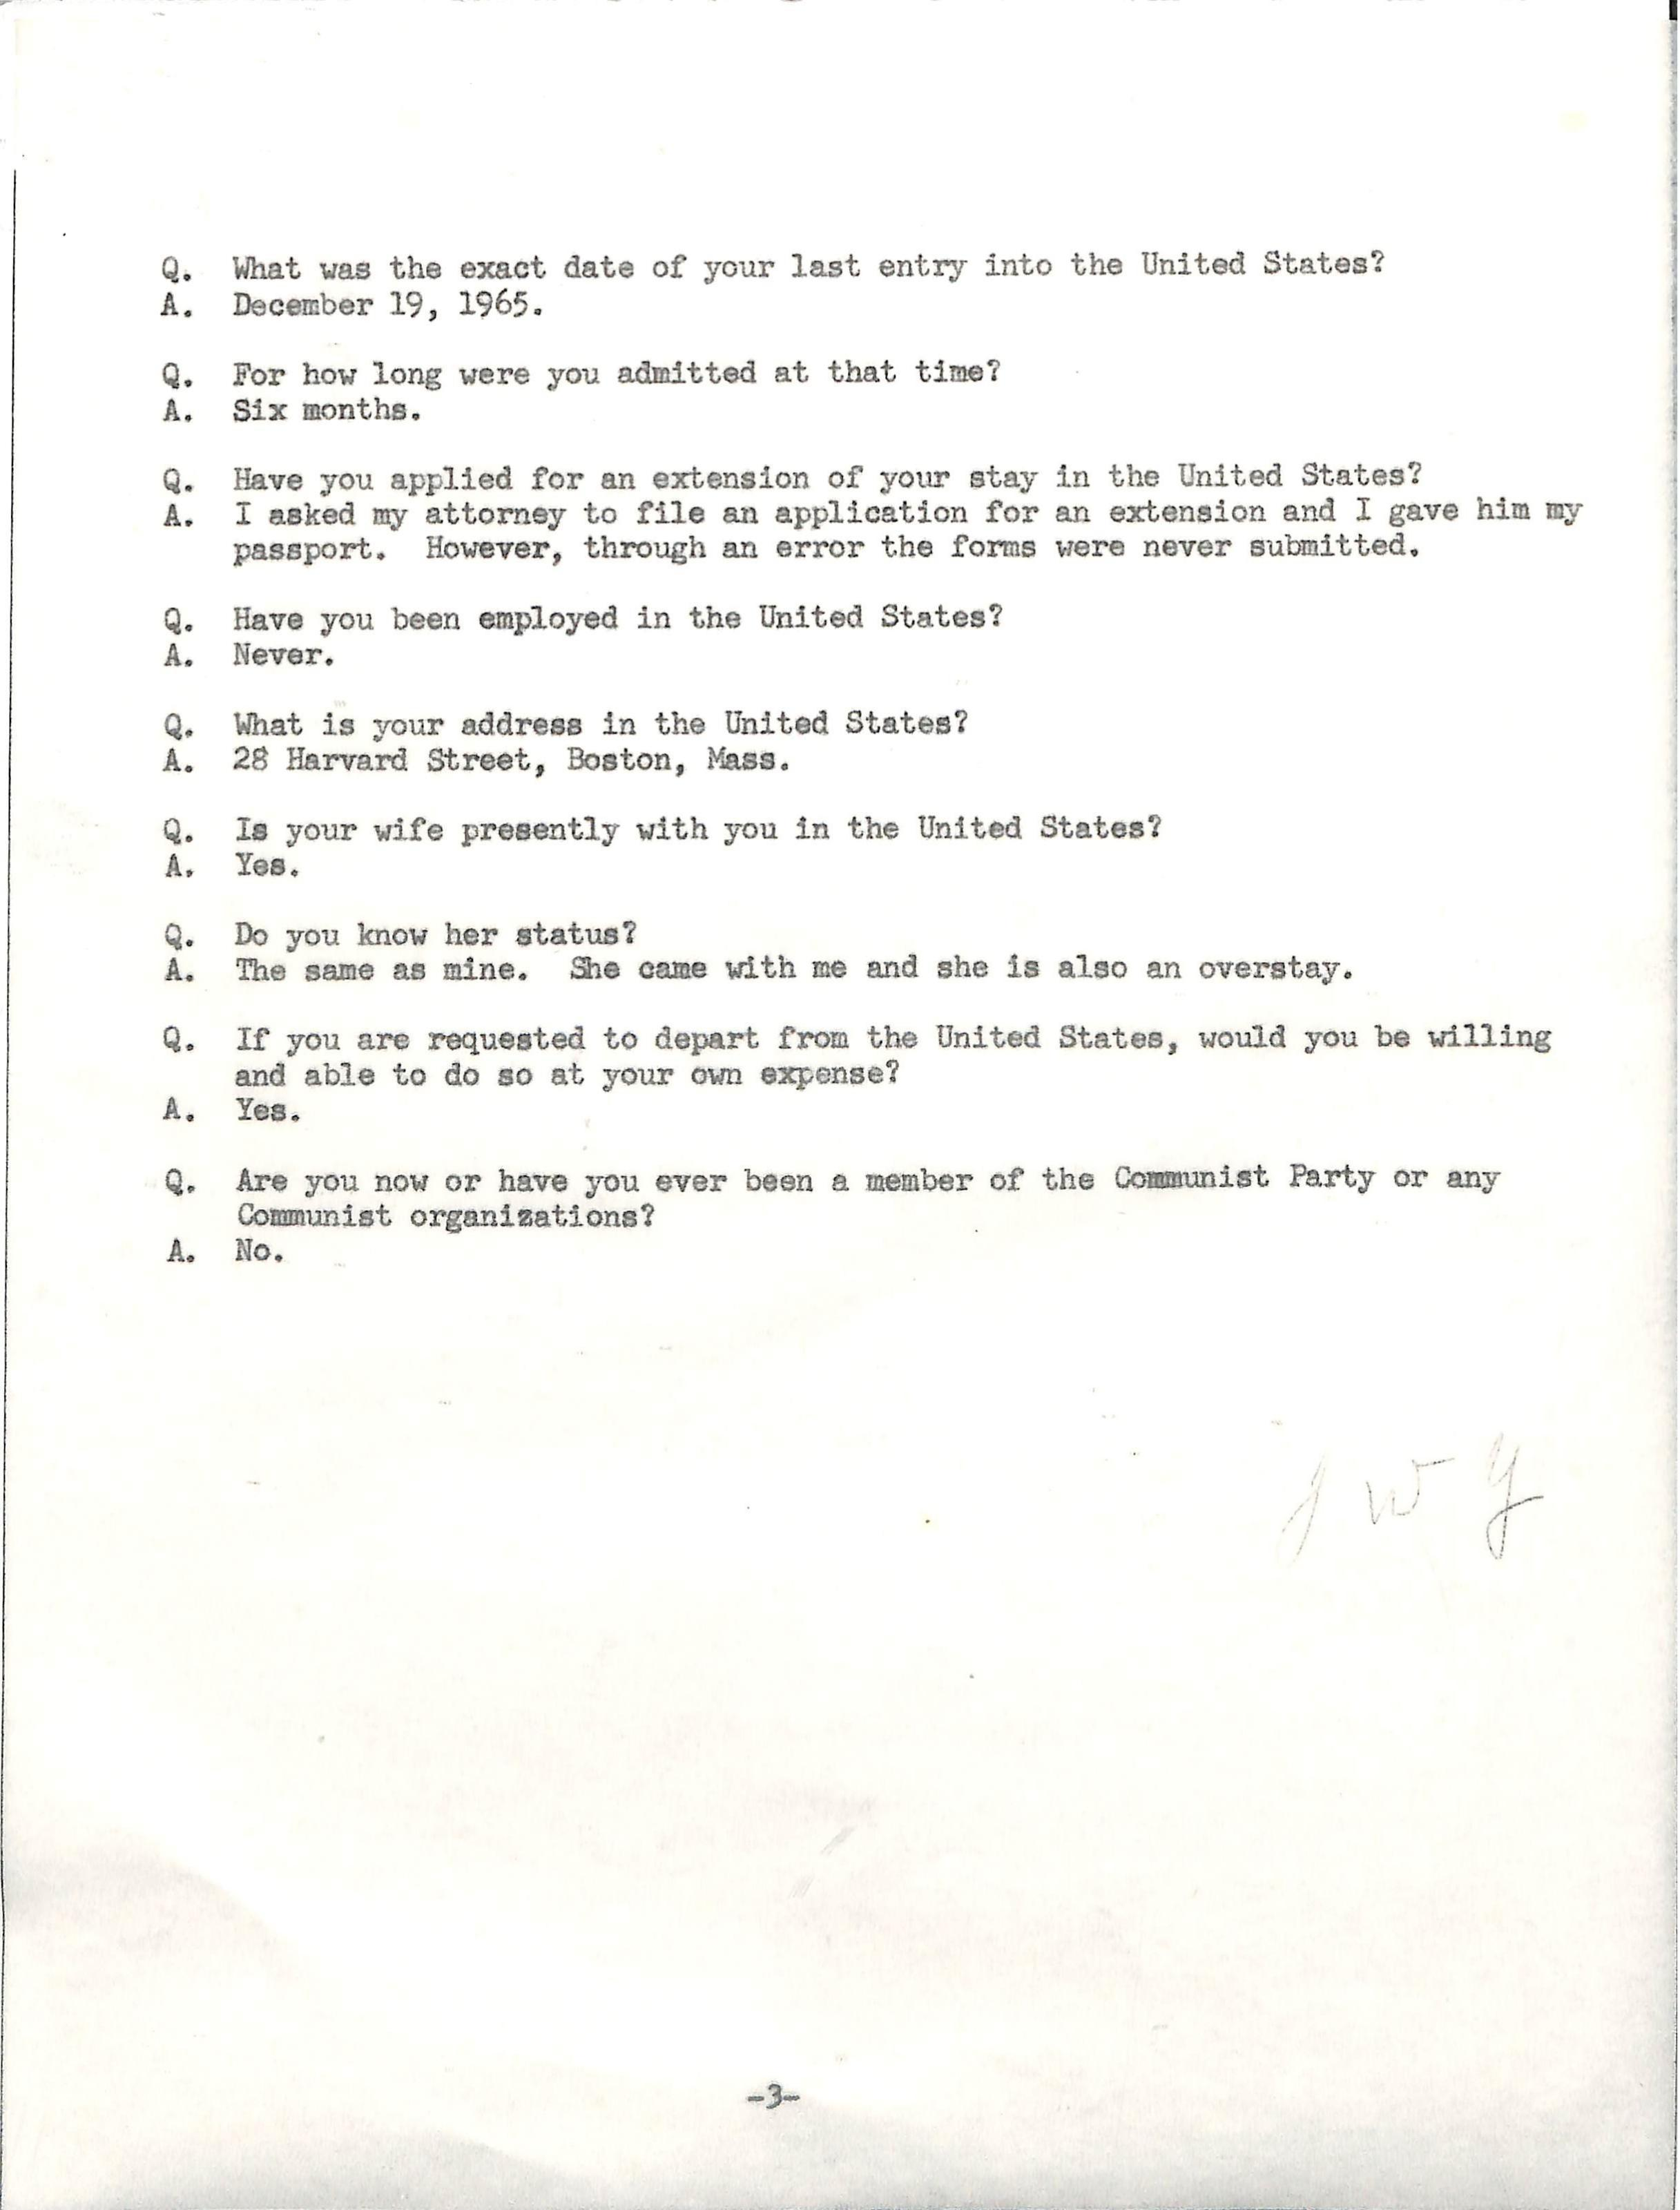 Q. What was the exact date of your last entry into the United States?
A. December 19, 1965.
Q. For how long were you admitted at that time?
A. Six months.
Q. Have you applied for an extension of your stay in the United States?
A. I asked my attorney to file an application for an extension and I gave him my
passport. However, through an error the forms were never submitted.
Q. Have you been employed in the United States?
A. Never.
Q. What is your address in the United States?
A. 28 Harvard Street, Boston, Mass.
Q. Is your wife presently with you in the United States?
A. Yes.
Q. Do you know her status?
A. The same as mine. She came with me and she is also an overstay.
Q. If you are requested to depart from the United States, would you be willing
and able to do so at your own expense?
A. Yes.
Q. Are you now or have you ever been a member of the Communist Party or any
Communist organizations?
A. No.
-3-